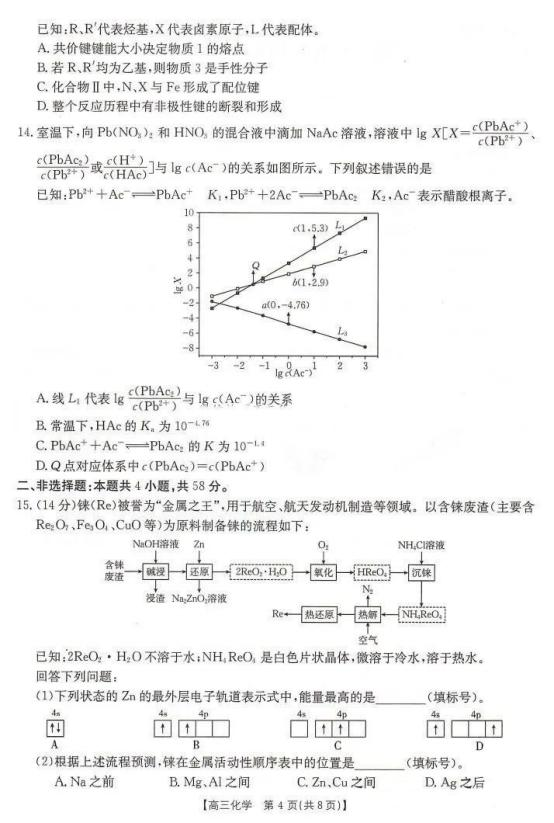 已知:R、R′代表烃基,X代表卤素原子,L代表配体。
A. 共价键键能大小决定物质1的熔点
B. 若R、R′均为乙基,则物质3是手性分子
C. 化合物Ⅱ中,N、X与Fe形成了配位键
D. 整个反应历程中有非极性键的断裂和形成
14. 室温下,向Pb(NO₃)₂和HNO₃的混合液中滴加NaAc溶液,溶液中lg X[X=c(PbAc⁺)/c(Pb²⁺)、
c(PbAc₂)/c(Pb²⁺)或c(H⁺)/c(HAc)]与lg c(Ac⁻)的关系如图所示。下列叙述错误的是
已知:Pb²⁺+Ac⁻⇌PbAc⁺ K₁,Pb²⁺+2Ac⁻⇌PbAc₂ K₂,Ac⁻表示醋酸根离子。
10
8
6
4
2
0
-2
-4
-6
-8
lg X
c(1,5.3) L₁
L₂
Q
b(1,2.9)
a(0,-4.76)
L₃
-3 -2 -1 0 1 2 3
lg c(Ac⁻)
A. 线L₁代表lg c(PbAc₂)/c(Pb²⁺)与lg c(Ac⁻)的关系
B. 常温下,HAc的Kₐ为10⁻⁴·⁷⁶
C. PbAc⁺+Ac⁻⇌PbAc₂的K为10⁻¹·⁴
D. Q点对应体系中c(PbAc₂)=c(PbAc⁺)
二、非选择题:本题共4小题,共58分。
15. (14分)铼(Re)被誉为“金属之王”,用于航空、航天发动机制造等领域。以含铼废渣(主要含
Re₂O₇、Fe₃O₄、CuO等)为原料制备铼的流程如下:
NaOH溶液 Zn O₂ NH₄Cl溶液
含铼
废渣
碱浸 还原 2ReO₂·H₂O 氧化 HReO₄ 沉铼
浸渣 Na₂ZnO₂溶液 N₂
Re 热还原 热解 NH₄ReO₄
空气
已知:2ReO₂·H₂O不溶于水;NH₄ReO₄是白色片状晶体,微溶于冷水,溶于热水。
回答下列问题:
(1)下列状态的Zn的最外层电子轨道表示式中,能量最高的是______(填标号)。
4s 4s 4p 4s 4p 4s 4p
↑↓ ↑ ↑ ↑ ↑ ↑ ↑
A B C D
(2)根据上述流程预测,铼在金属活动性顺序表中的位置是______(填标号)。
A. Na之前 B. Mg、Al之间 C. Zn、Cu之间 D. Ag之后
【高三化学 第4页(共8页)】